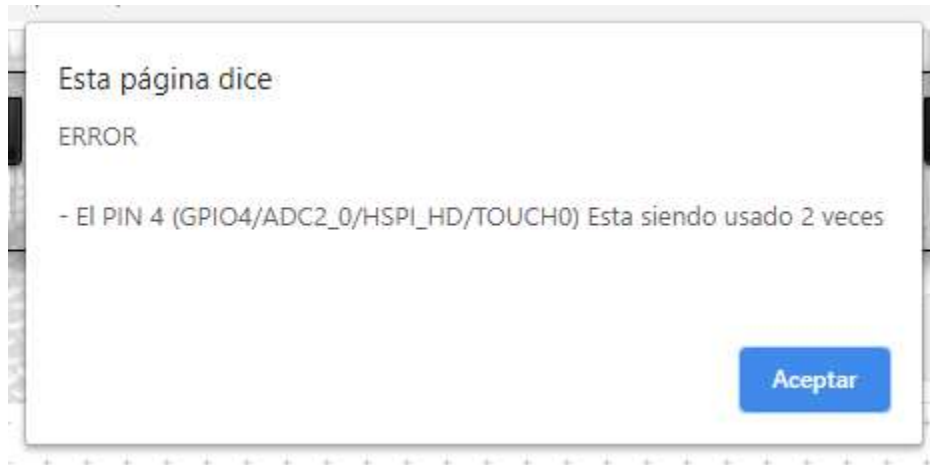 Esta página dice
ERROR
- El PIN 4 (GPIO4/ADC2_0/HSPI_HD/TOUCH0) Esta siendo usado 2 veces
Aceptar